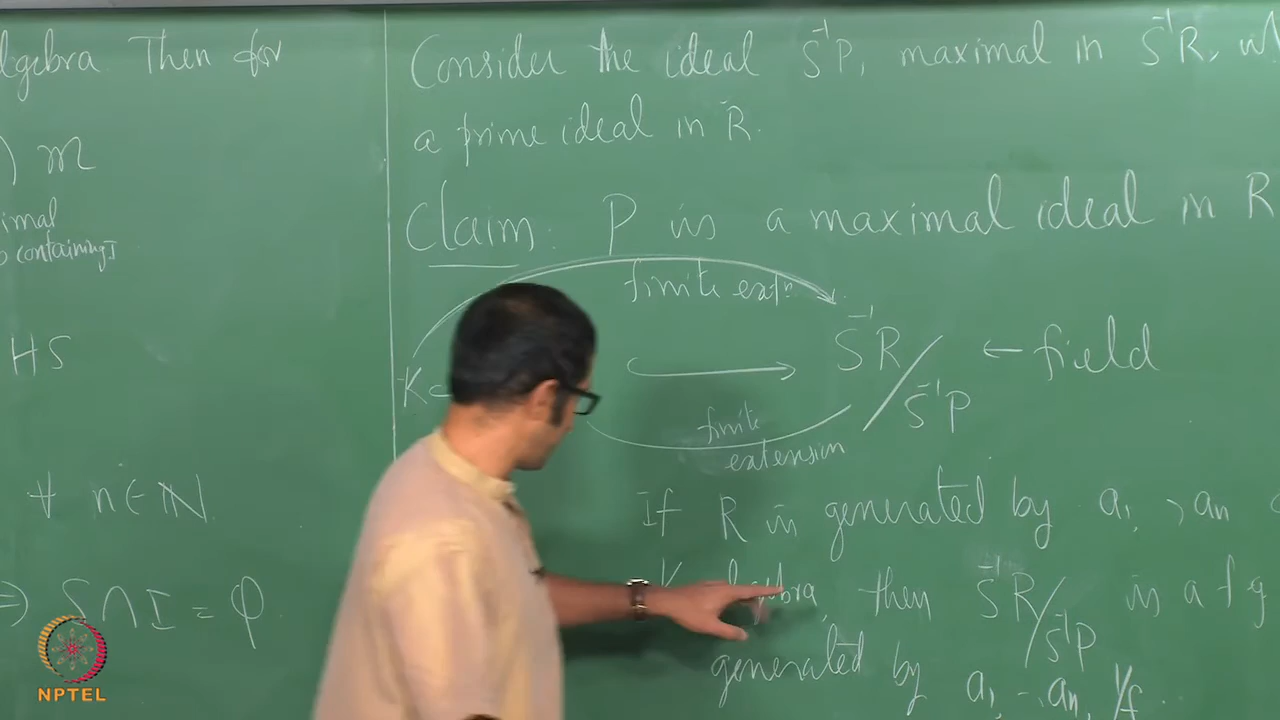 lgebra. Then for
) m
imal
containing I
HS
∀ n ∈ ℕ
⇒ S ∩ I = φ.
Consider the ideal S⁻¹P, maximal in S⁻¹R,
a prime ideal in R.
Claim: P is a maximal ideal in R
finite extⁿ
K
S⁻¹R / S⁻¹P ← field
finite
extension
If R is generated by a₁, , aₙ
K algebra, then S⁻¹R / S⁻¹P is a f g
generated by a₁ - aₙ, 1/f.
NPTEL